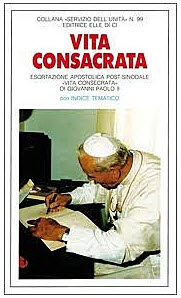 COLLANA «SERVIZIO DELL'UNITÀ» N. 99
EDITRICE ELLE DI CI
VITA
CONSACRATA
ESORTAZIONE APOSTOLICA POST-SINODALE
«VITA CONSECRATA»
DI GIOVANNI PAOLO II
CON INDICE TEMATICO